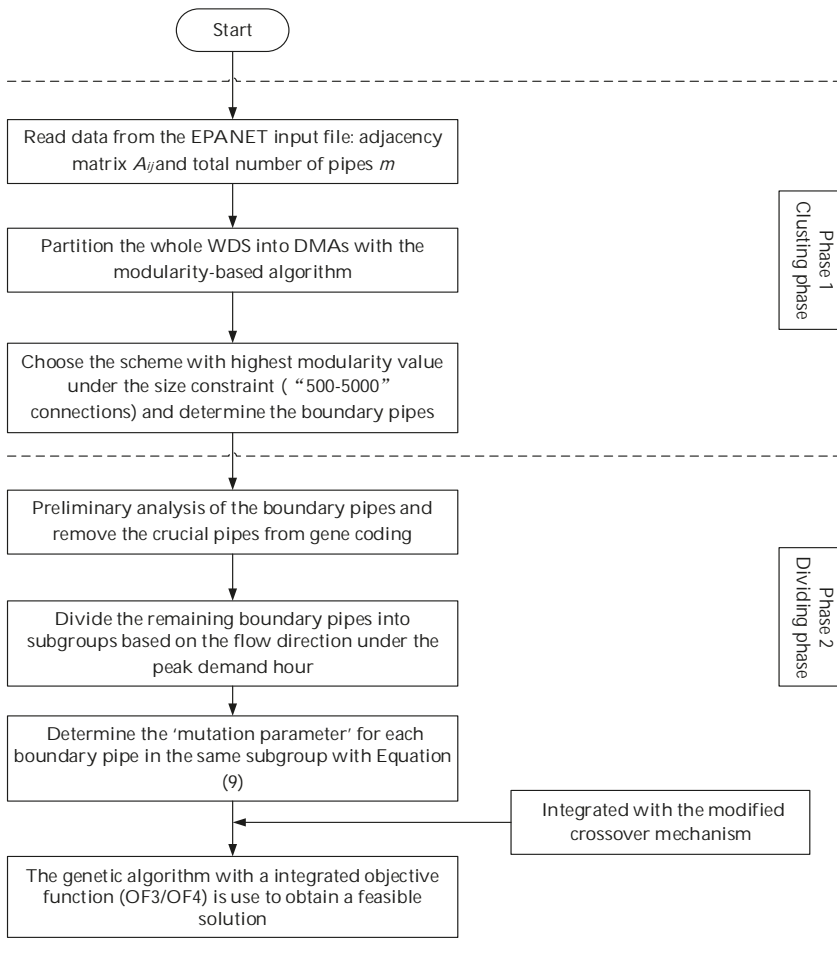 Start
Read data from the EPANET input file: adjacency
matrix Aij and total number of pipes m
Partition the whole WDS into DMAs with the
modularity-based algorithm
Phase 1
Clusting phase
Choose the scheme with highest modularity value
under the size constraint ( “500-5000”
connections) and determine the boundary pipes
Preliminary analysis of the boundary pipes and
remove the crucial pipes from gene coding
Divide the remaining boundary pipes into
subgroups based on the flow direction under the
peak demand hour
Phase 2
Dividing phase
Determine the ‘mutation parameter’ for each
boundary pipe in the same subgroup with Equation
(9)
Integrated with the modified
crossover mechanism
The genetic algorithm with a integrated objective
function (OF3/OF4) is use to obtain a feasible
solution